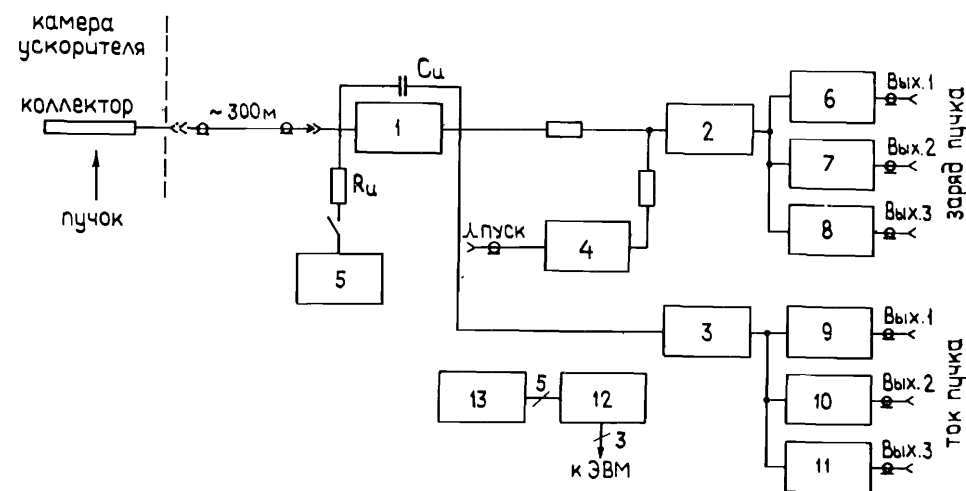 камера
ускорителя
коллектор
~300м
пучок
Cи
1
Rи
5
⅄ пуск
4
2
6
Вых.1
7
Вых.2
8
Вых.3
заряд пучка
3
9
Вых.1
10
Вых.2
11
Вых.3
ток пучка
13
5
12
3
к ЭВМ